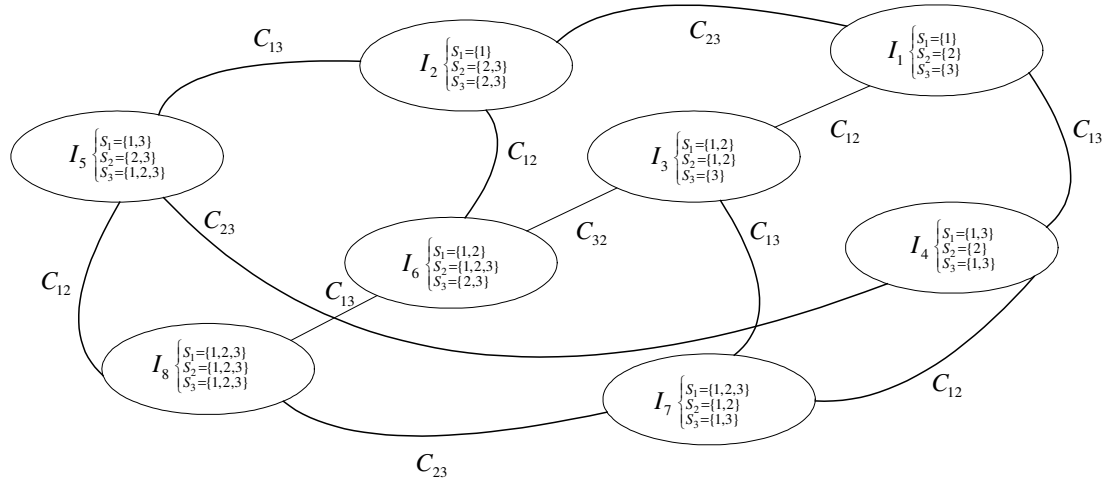 C13
C23
I2 { S1={1}
S2={2,3}
S3={2,3}
I1 { S1={1}
S2={2}
S3={3}
C12
C13
I5 { S1={1,3}
S2={2,3}
S3={1,2,3}
C12
I3 { S1={1,2}
S2={1,2}
S3={3}
C23
C32
C13
I4 { S1={1,3}
S2={2}
S3={1,3}
I6 { S1={1,2}
S2={1,2,3}
S3={2,3}
C12
C13
I8 { S1={1,2,3}
S2={1,2,3}
S3={1,2,3}
I7 { S1={1,2,3}
S2={1,2}
S3={1,3}
C12
C23